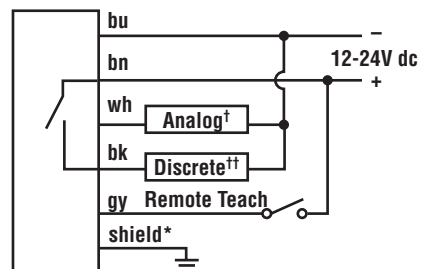 bu
–
12-24V dc
bn
+
wh
Analog†
bk
Discrete††
gy Remote Teach
shield*